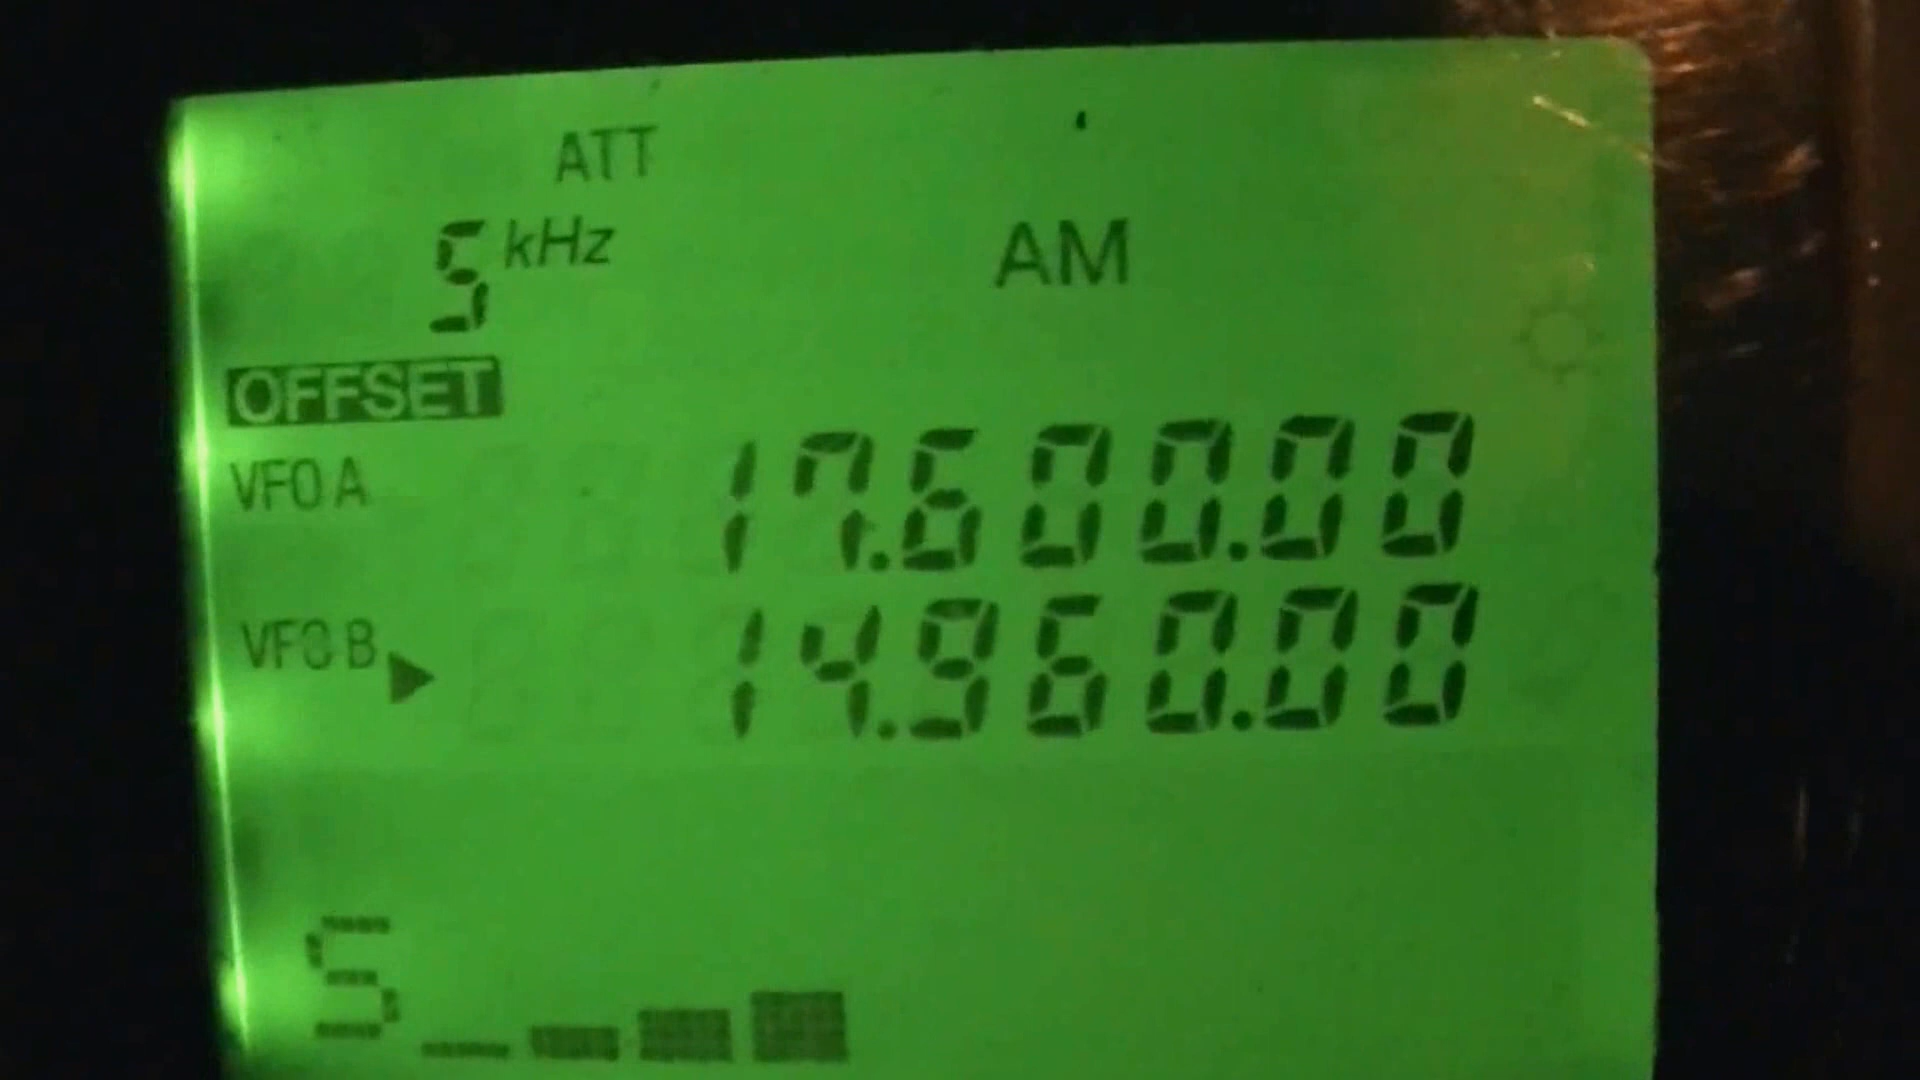 ATT
5 kHz AM
OFFSET
VFO A 17.600.00
VFO B 14.960.00
S